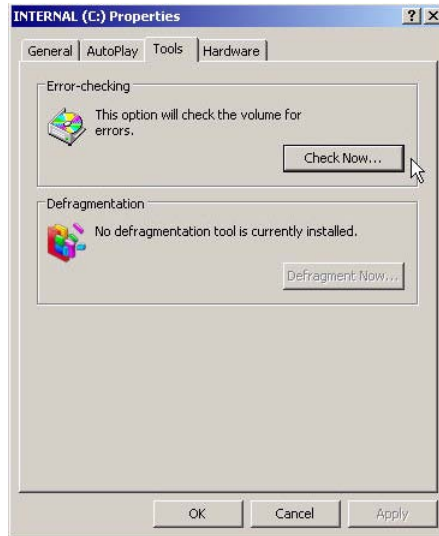 INTERNAL (C:) Properties
? X
General AutoPlay Tools Hardware
Error-checking
This option will check the volume for
errors.
Check Now...
Defragmentation
No defragmentation tool is currently installed.
Defragment Now...
OK Cancel Apply